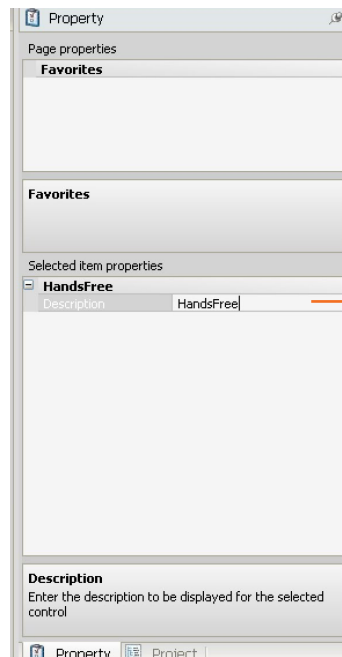 Property
Page properties
Favorites
Favorites
Selected item properties
HandsFree
Description HandsFree
Description
Enter the description to be displayed for the selected
control
Property Project